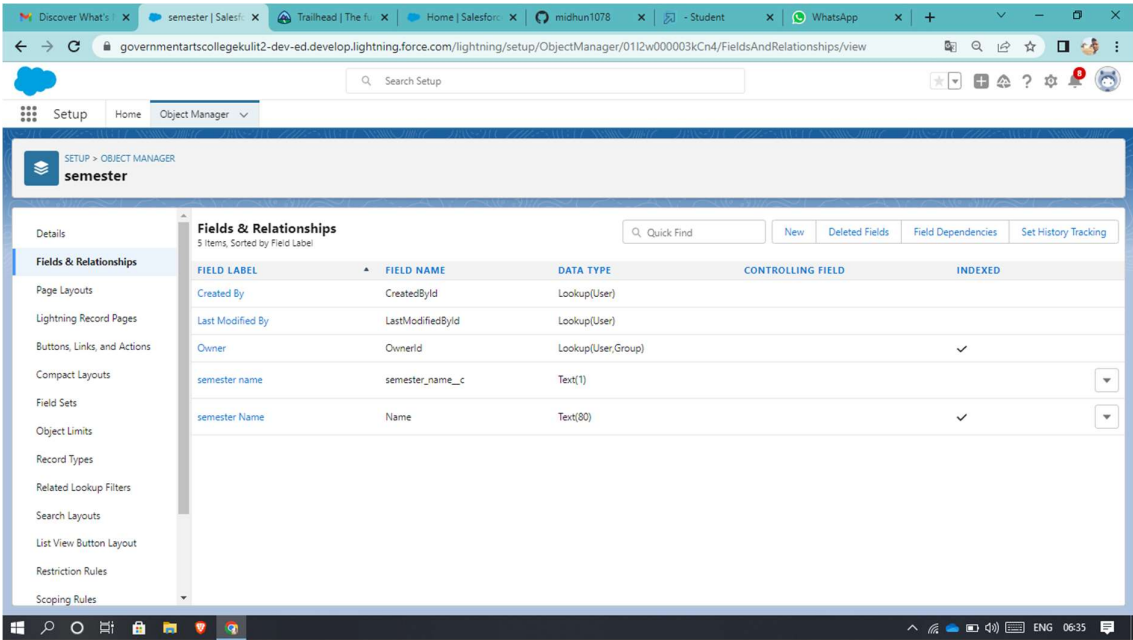 Discover What's
semester | Salesfo
Trailhead | The fu
Home | Salesforc
midhun1078
- Student
WhatsApp
governmentartscollegekulit2-dev-ed.develop.lightning.force.com/lightning/setup/ObjectManager/01I2w000003kCn4/FieldsAndRelationships/view
Search Setup
8
Setup
Home
Object Manager
SETUP > OBJECT MANAGER
semester
Details
Fields & Relationships
Page Layouts
Lightning Record Pages
Buttons, Links, and Actions
Compact Layouts
Field Sets
Object Limits
Record Types
Related Lookup Filters
Search Layouts
List View Button Layout
Restriction Rules
Scoping Rules
Fields & Relationships
5 Items, Sorted by Field Label
Quick Find
New
Deleted Fields
Field Dependencies
Set History Tracking
FIELD LABEL FIELD NAME DATA TYPE CONTROLLING FIELD INDEXED
Created By CreatedById Lookup(User)
Last Modified By LastModifiedById Lookup(User)
Owner OwnerId Lookup(User,Group)
semester name semester_name__c Text(1)
semester Name Name Text(80)
ENG 06:35